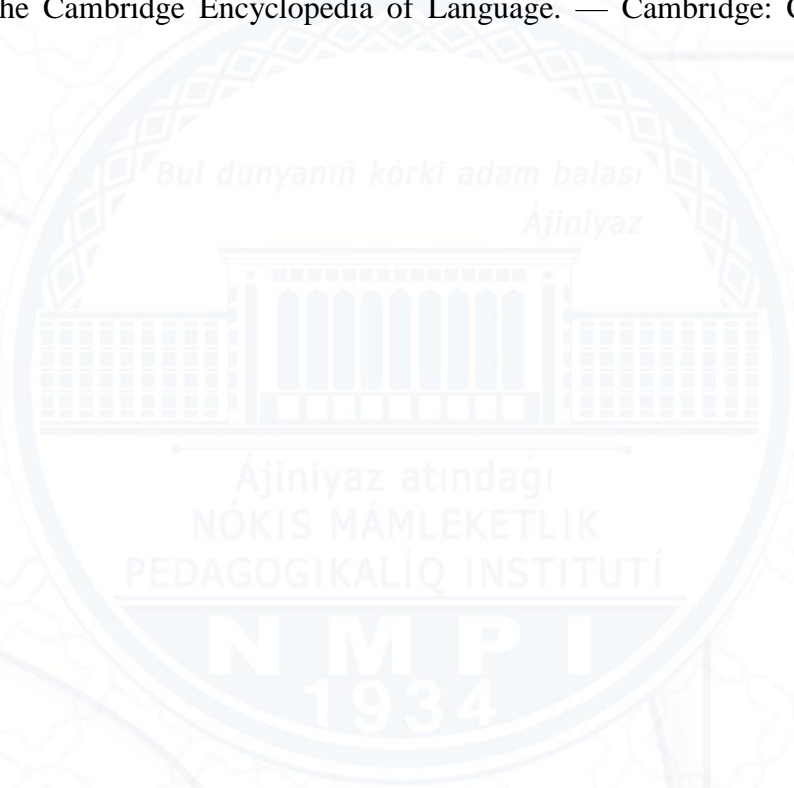 he Cambridge Encyclopedia of Language. — Cambridge: C
Bul dunyanıń kórki adam balası
Ájiniyaz
Ájiniyaz atındaǵı
NÓKIS MÁMLEKETLIK
PEDAGOGIKALÍQ INSTITUTÍ
NMPI
1934